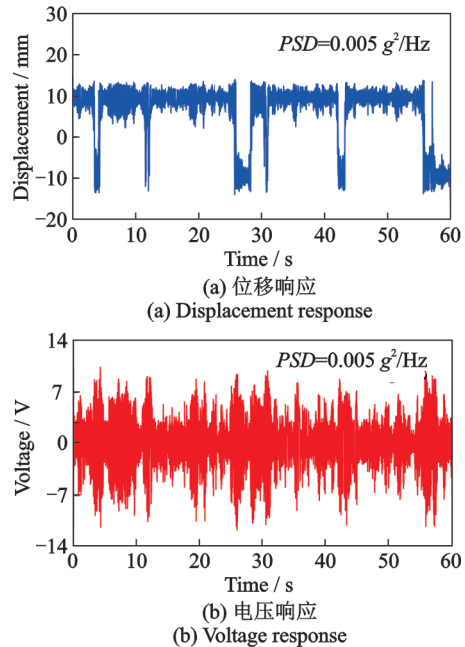 30
PSD=0.005 g²/Hz
20
10
0
−10
−20
Displacement / mm
0 10 20 30 40 50 60
Time / s
(a) 位移响应
(a) Displacement response
14
PSD=0.005 g²/Hz
7
0
−7
−14
Voltage / V
0 10 20 30 40 50 60
Time / s
(b) 电压响应
(b) Voltage response